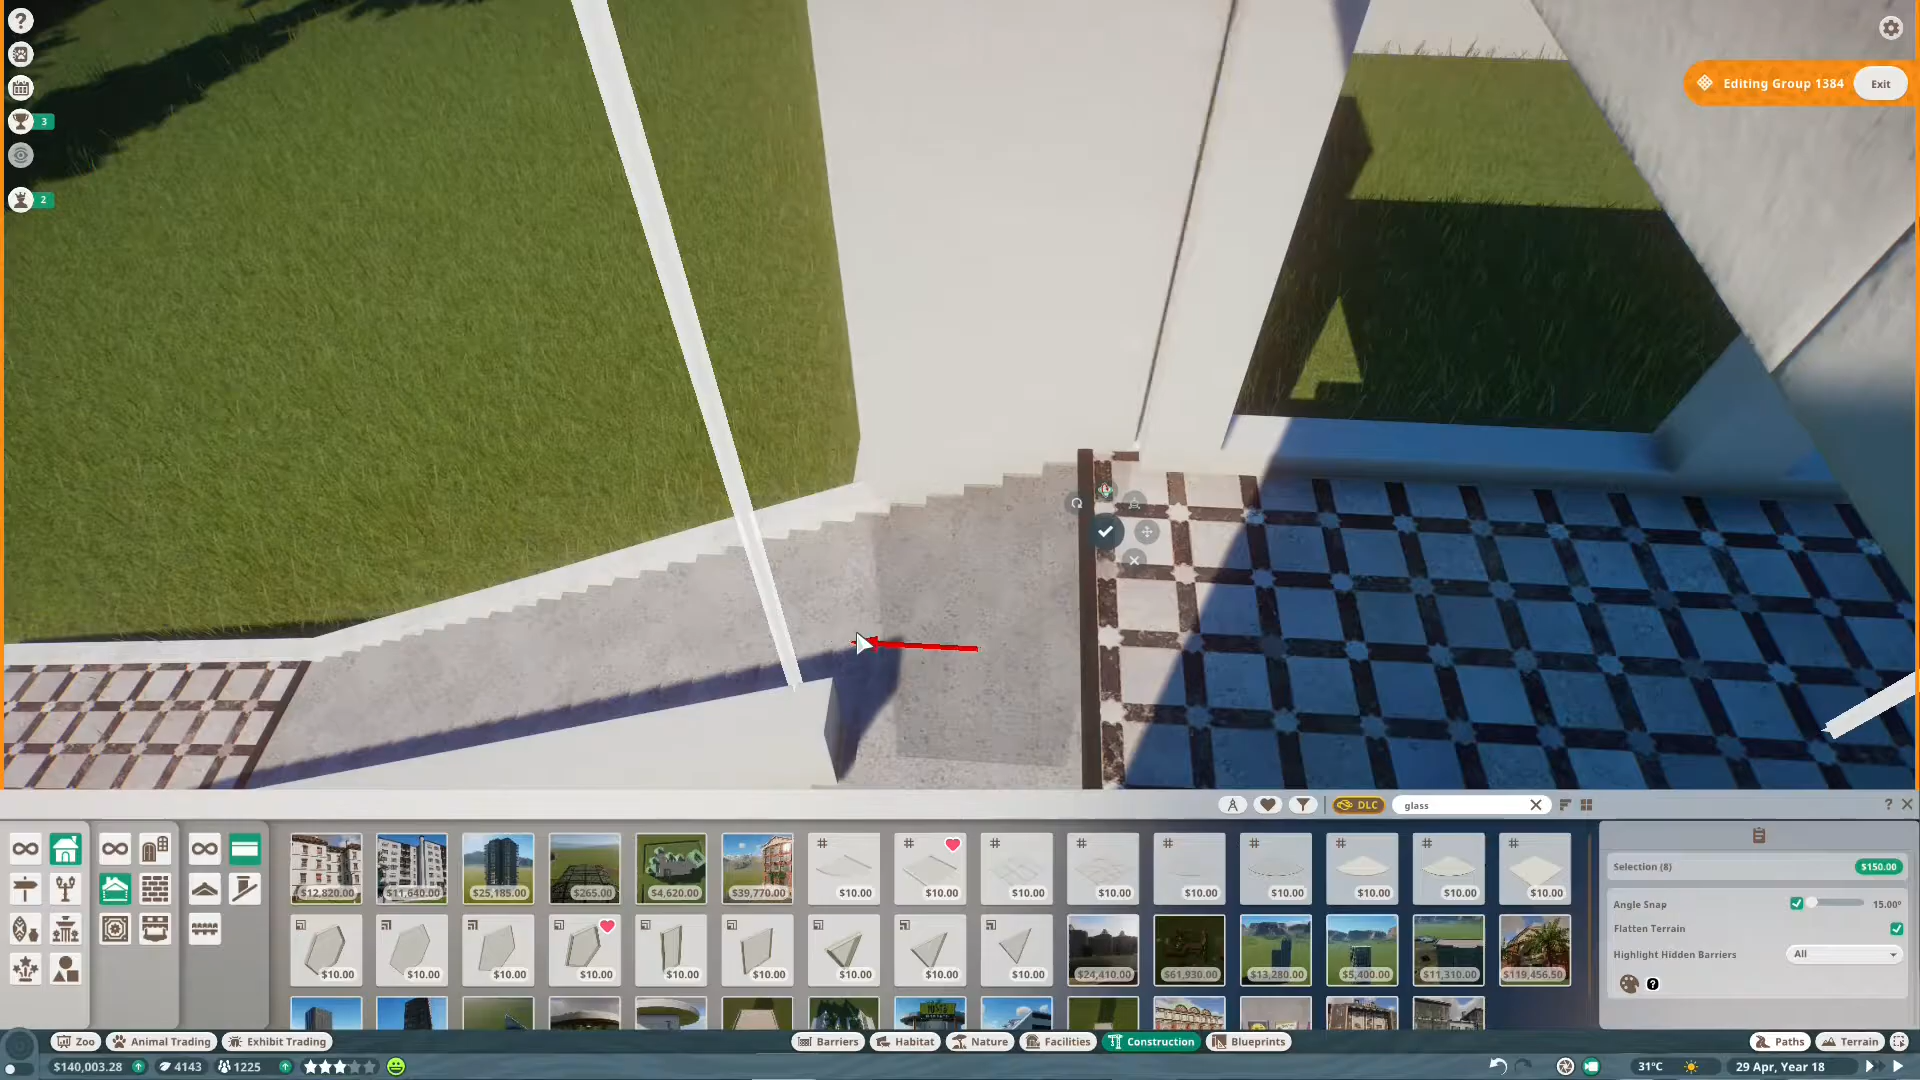 ?
3
2
Editing Group 1384 Exit
DLC glass ?
$12,820.00 $11,640.00 $25,185.00 $265.00 $4,620.00 $39,770.00 $10.00 $10.00 $10.00 $10.00 $10.00 $10.00 $10.00 $10.00 $10.00
$10.00 $10.00 $10.00 $10.00 $10.00 $10.00 $10.00 $10.00 $10.00 $24,410.00 $61,930.00 $13,280.00 $5,400.00 $11,310.00 $119,456.50
Selection (8) $150.00
Angle Snap 15.00°
Flatten Terrain
Highlight Hidden Barriers All
?
Zoo Animal Trading Exhibit Trading Barriers Habitat Nature Facilities Construction Blueprints Paths Terrain
$140,003.28 4143 1225 31°C 29 Apr, Year 18